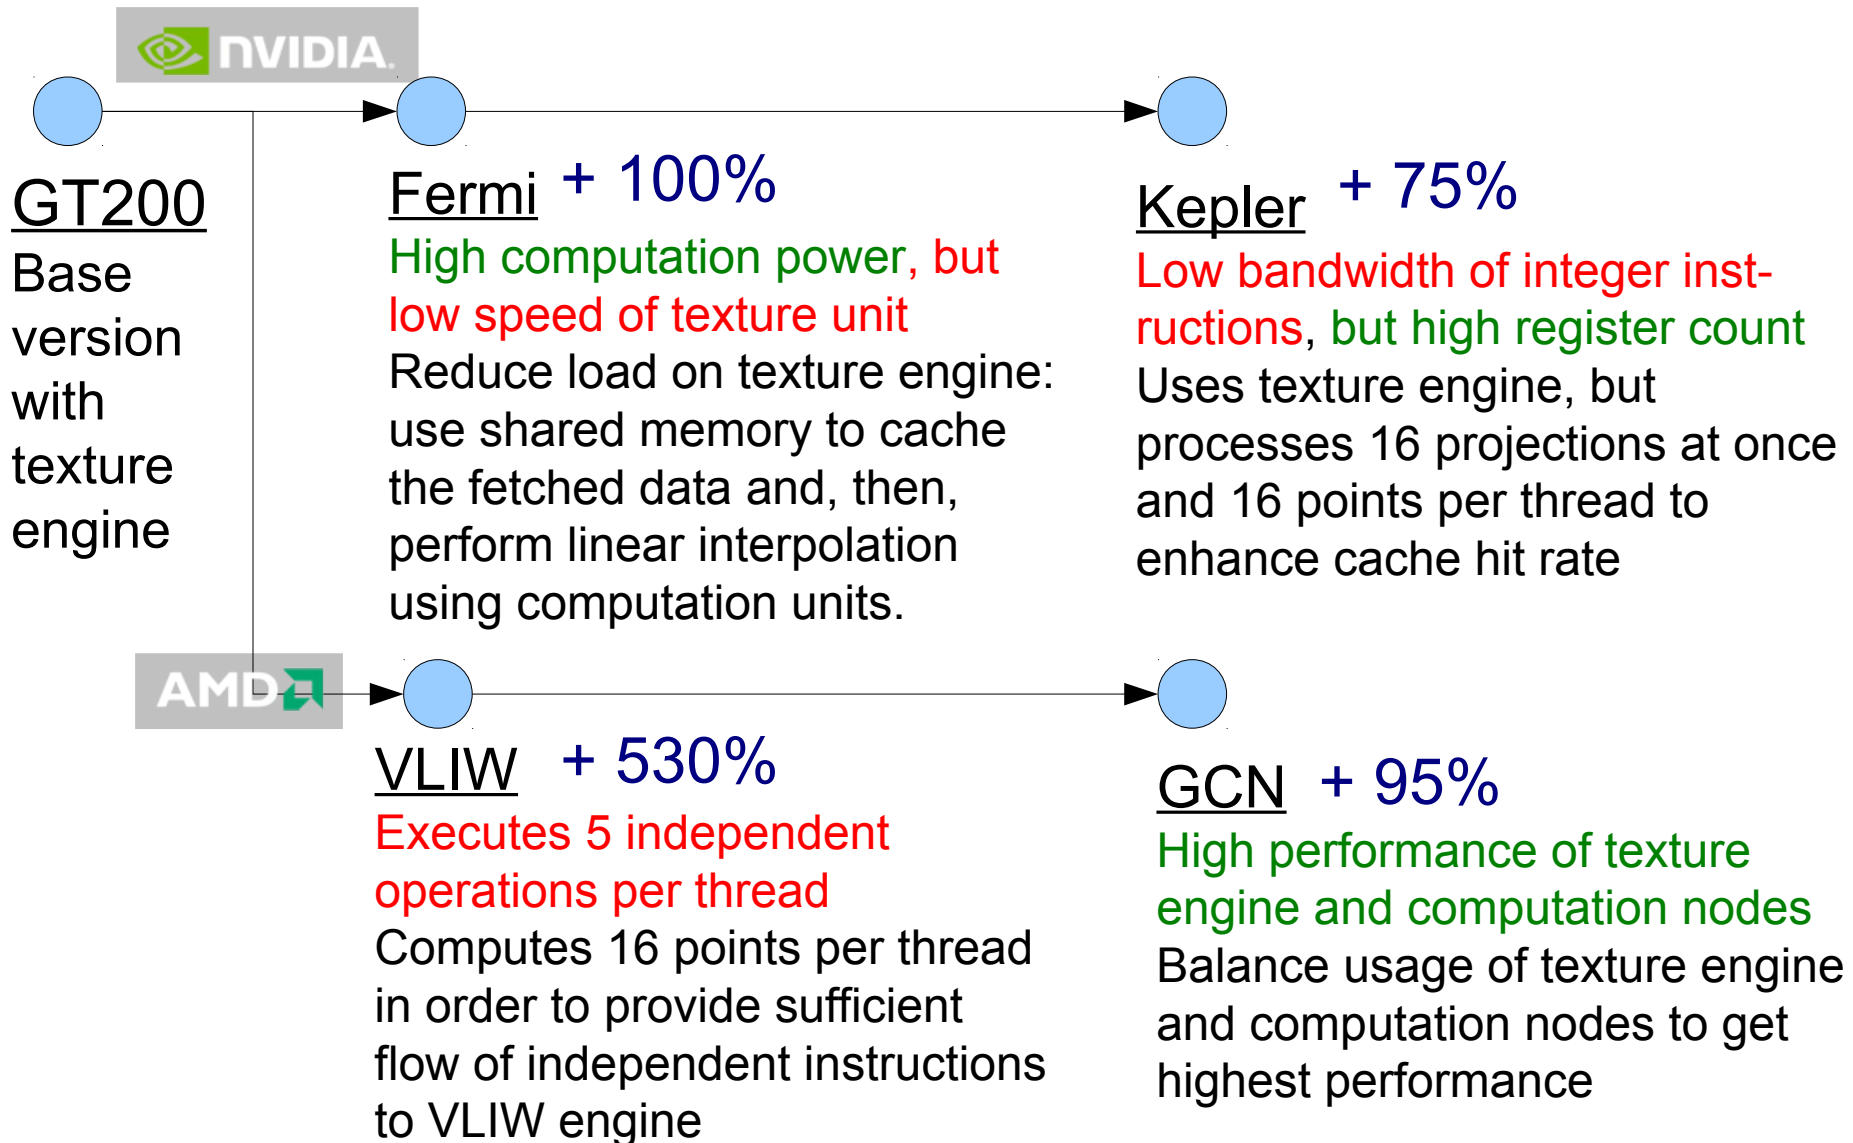 NVIDIA.
GT200
Base
version
with
texture
engine
Fermi + 100%
High computation power, but
low speed of texture unit
Reduce load on texture engine:
use shared memory to cache
the fetched data and, then,
perform linear interpolation
using computation units.
Kepler + 75%
Low bandwidth of integer inst-
ructions, but high register count
Uses texture engine, but
processes 16 projections at once
and 16 points per thread to
enhance cache hit rate
AMD
VLIW + 530%
Executes 5 independent
operations per thread
Computes 16 points per thread
in order to provide sufficient
flow of independent instructions
to VLIW engine
GCN + 95%
High performance of texture
engine and computation nodes
Balance usage of texture engine
and computation nodes to get
highest performance